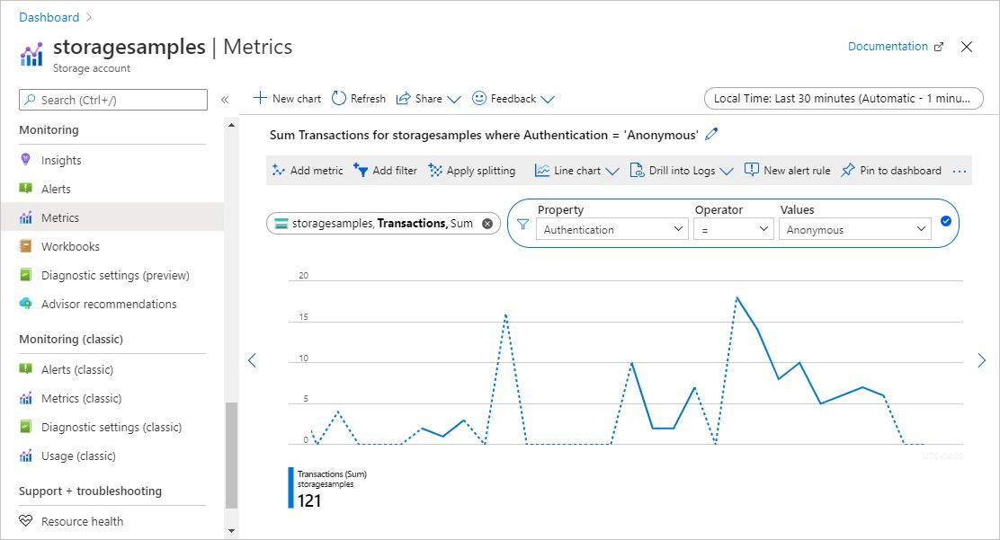 Dashboard
storagesamples | Metrics
Storage account
Documentation
Search (Ctrl+/)
Monitoring
Insights
Alerts
Metrics
Workbooks
Diagnostic settings (preview)
Advisor recommendations
Monitoring (classic)
Alerts (classic)
Metrics (classic)
Diagnostic settings (classic)
Usage (classic)
Support + troubleshooting
Resource health
New chart Refresh Share Feedback Local Time: Last 30 minutes (Automatic - 1 minu...
Sum Transactions for storagesamples where Authentication = 'Anonymous'
Add metric Add filter Apply splitting Line chart Drill into Logs New alert rule Pin to dashboard ...
storagesamples, Transactions, Sum
Property Operator Values
Authentication = Anonymous
20
15
10
5
0
UTC-04:00
Transactions (Sum)
storagesamples
121